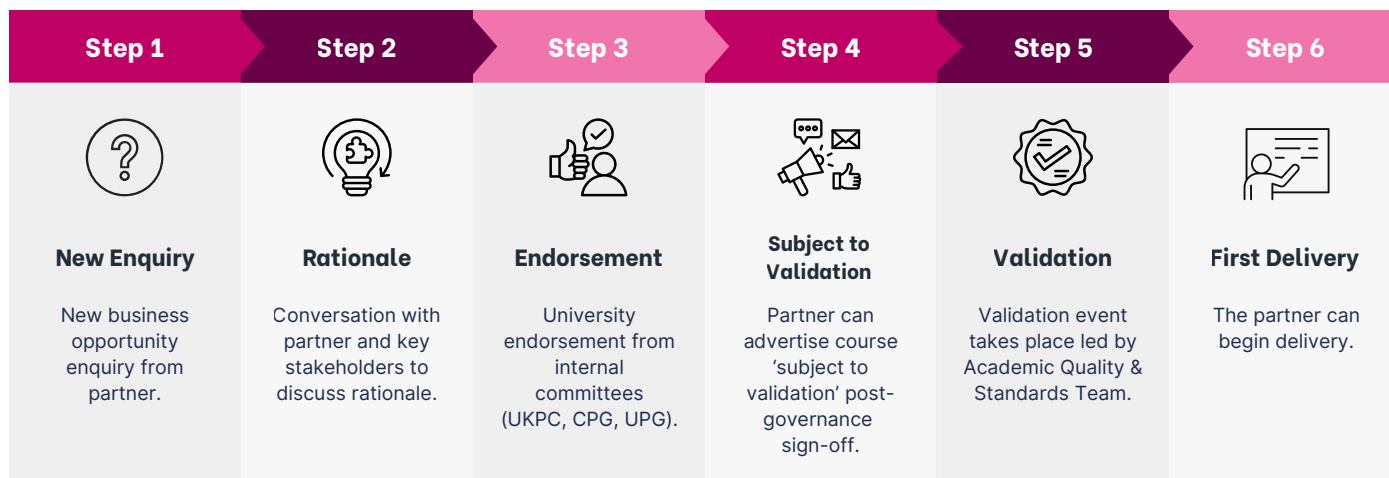 Step 1
Step 2
Step 3
Step 4
Step 5
Step 6
New Enquiry
New business
opportunity
enquiry from
partner.
Rationale
Conversation with
partner and key
stakeholders to
discuss rationale.
Endorsement
University
endorsement from
internal
committees
(UKPC, CPG, UPG).
Subject to
Validation
Partner can
advertise course
‘subject to
validation’ post-
governance
sign-off.
Validation
Validation event
takes place led by
Academic Quality &
Standards Team.
First Delivery
The partner can
begin delivery.